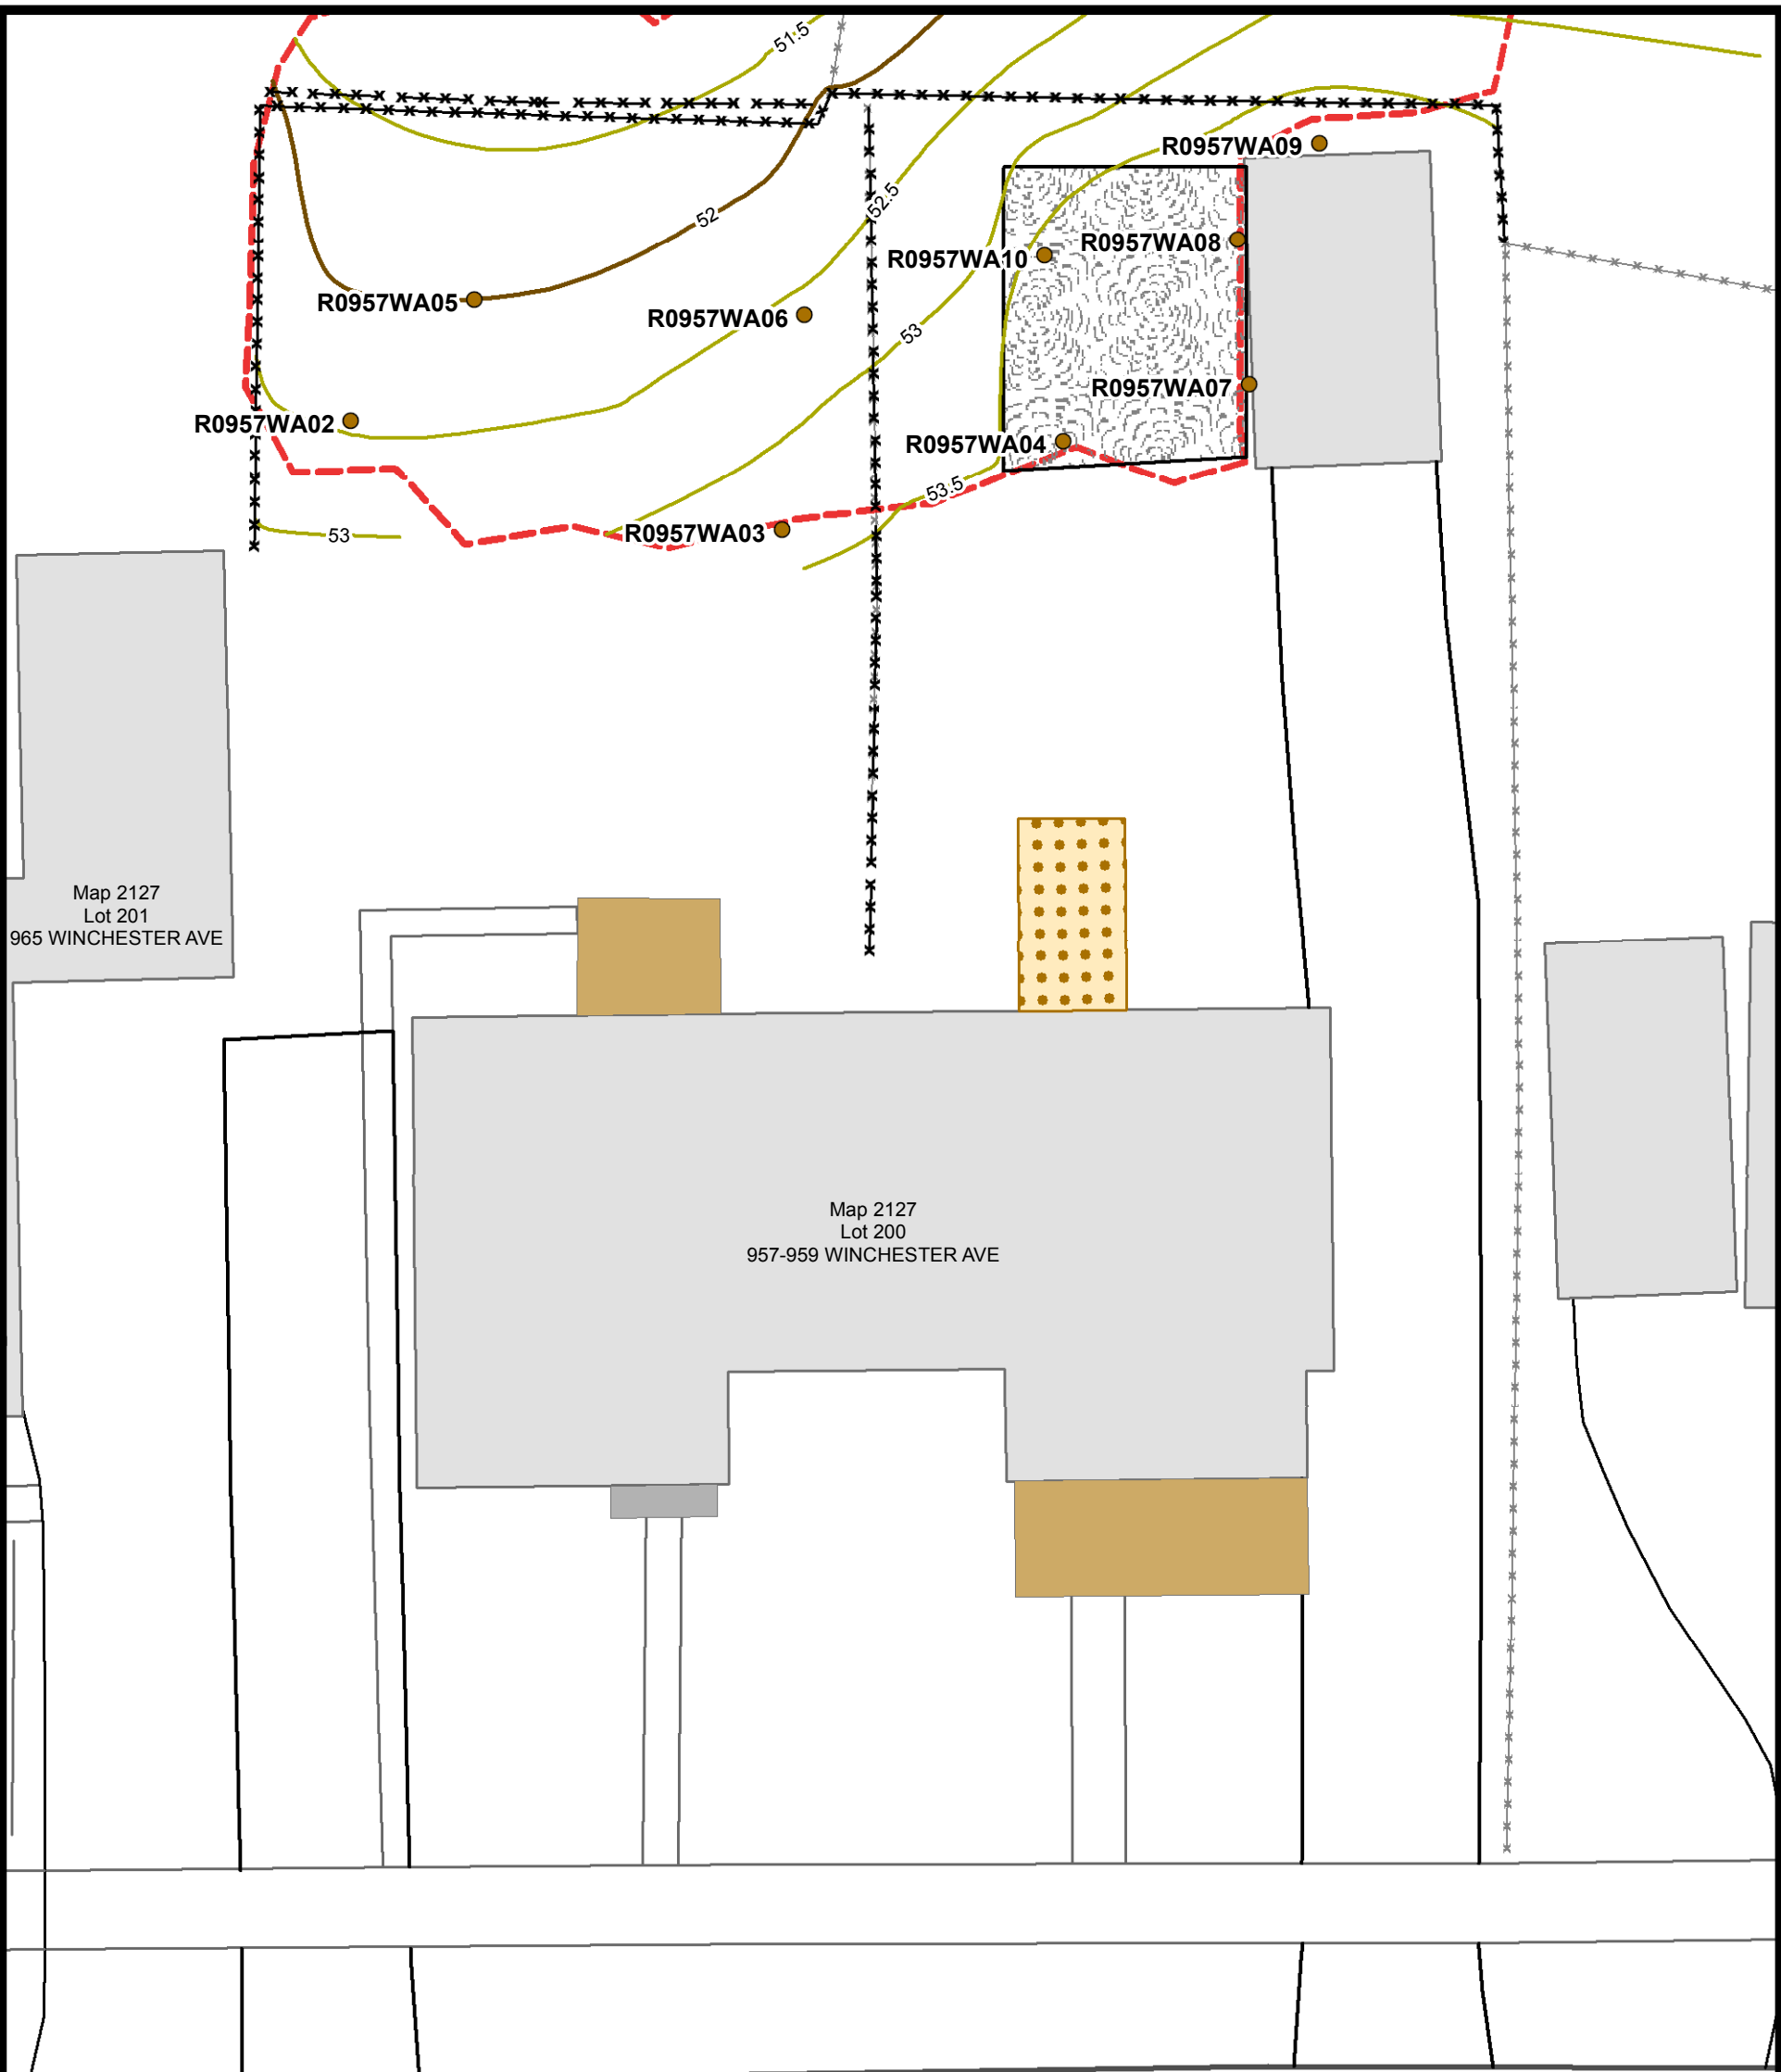 51.5
R0957WA09
52.5
52
R0957WA08
R0957WA10
R0957WA05
R0957WA06
53
R0957WA07
R0957WA02
R0957WA04
53.5
R0957WA03
53
Map 2127
Lot 201
965 WINCHESTER AVE
Map 2127
Lot 200
957-959 WINCHESTER AVE